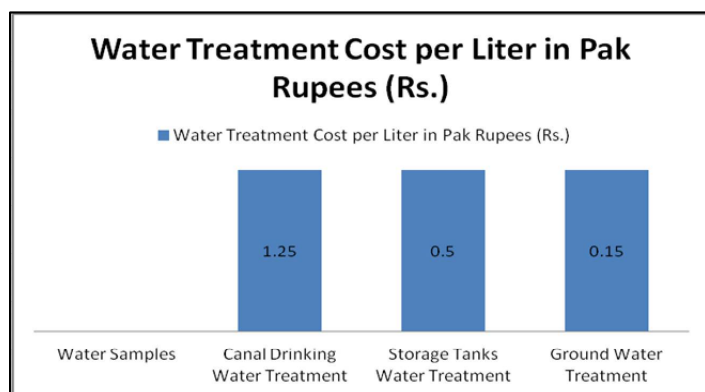 Water Treatment Cost per Liter in Pak
Rupees (Rs.)
Water Treatment Cost per Liter in Pak Rupees (Rs.)
1.25
0.5
0.15
Water Samples
Canal Drinking
Water Treatment
Storage Tanks
Water Treatment
Ground Water
Treatment